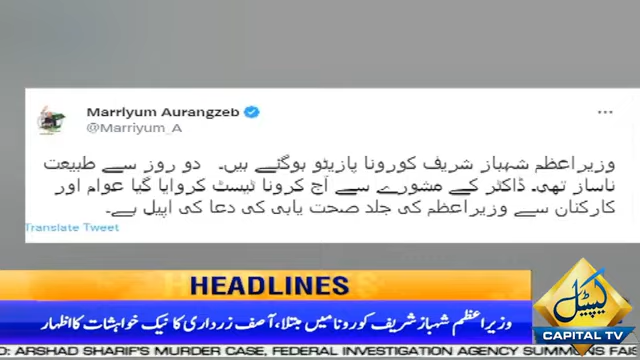 Marriyum Aurangzeb
@Marriyum_A
وزیراعظم شہباز شریف کورونا پازیٹو ہوگئے ہیں۔ دو روز سے طبیعت
ناساز تھی۔ ڈاکٹر کے مشورے سے آج کرونا ٹیسٹ کروایا گیا عوام اور
کارکنان سے وزیراعظم کی جلد صحت یابی کی دعا کی اپیل ہے۔
Translate Tweet
HEADLINES
وزیراعظم شہباز شریف کورونا میں مبتلا، آصف زرداری کا نیک خواہشات کا اظہار
کیپیٹل
CAPITAL TV
ARSHAD SHARIF'S MURDER CASE, FEDERAL INVESTIGATION AGENCY SUMMONS